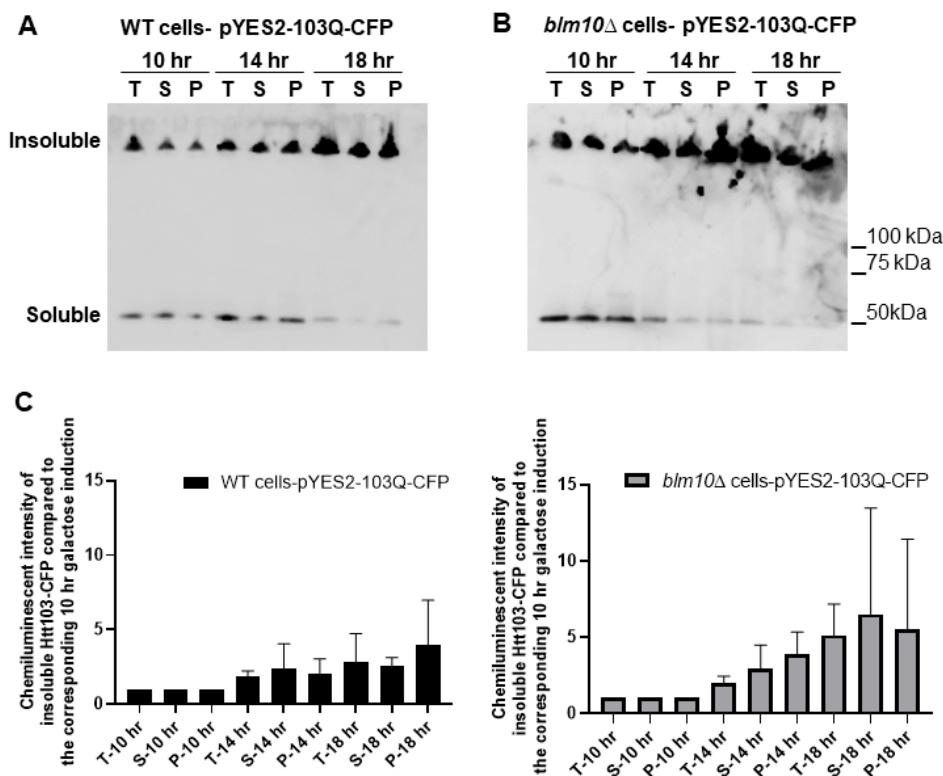 A
WT cells- pYES2-103Q-CFP
10 hr 14 hr 18 hr
T S P T S P T S P
Insoluble
Soluble
B
blm10Δ cells- pYES2-103Q-CFP
10 hr 14 hr 18 hr
T S P T S P T S P
100 kDa
75 kDa
50kDa
C
Chemiluminescent intensity of
insoluble Htt103-CFP compared to
the corresponding 10 hr galactose induction
15
10
5
0
WT cells-pYES2-103Q-CFP
T-10 hr
S-10 hr
P-10 hr
T-14 hr
S-14 hr
P-14 hr
T-18 hr
S-18 hr
P-18 hr
Chemiluminescent intensity of
insoluble Htt103-CFP compared to
the corresponding 10 hr galactose induction
15
10
5
0
blm10Δ cells-pYES2-103Q-CFP
T-10 hr
S-10 hr
P-10 hr
T-14 hr
S-14 hr
P-14 hr
T-18 hr
S-18 hr
P-18 hr